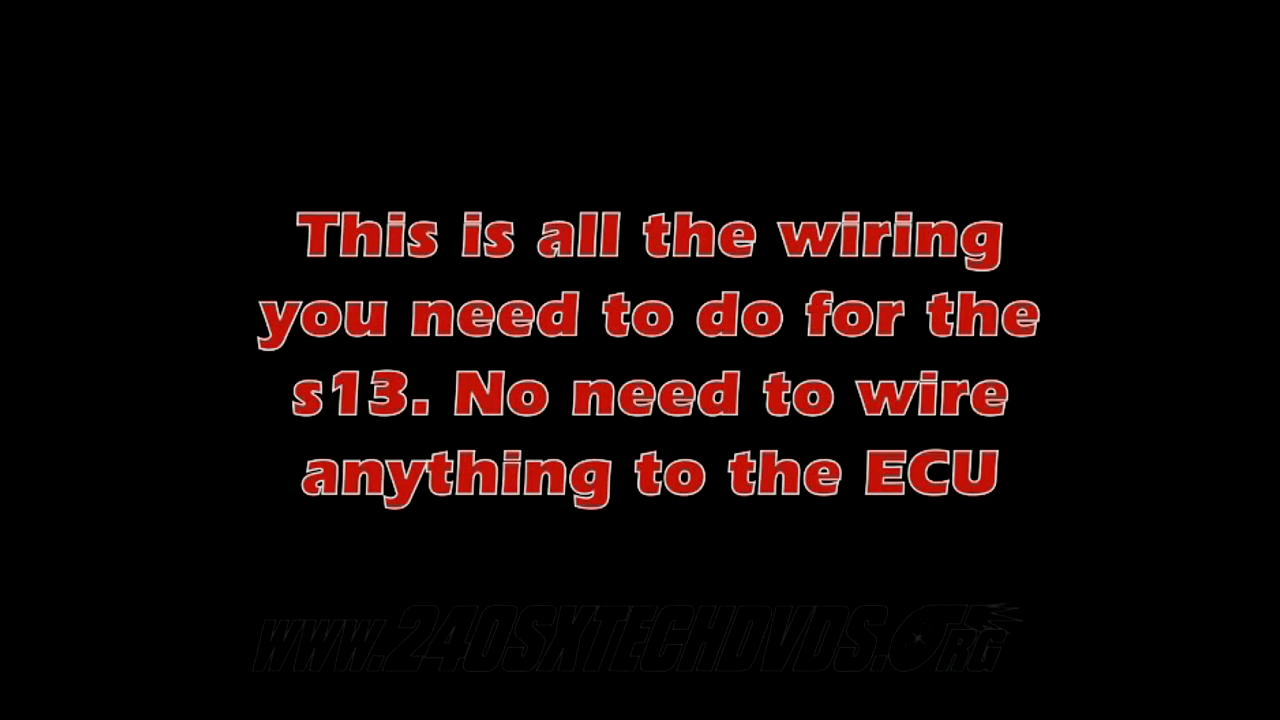 This is all the wiring
you need to do for the
s13. No need to wire
anything to the ECU
WWW.240SXTECHDVDS.ORG